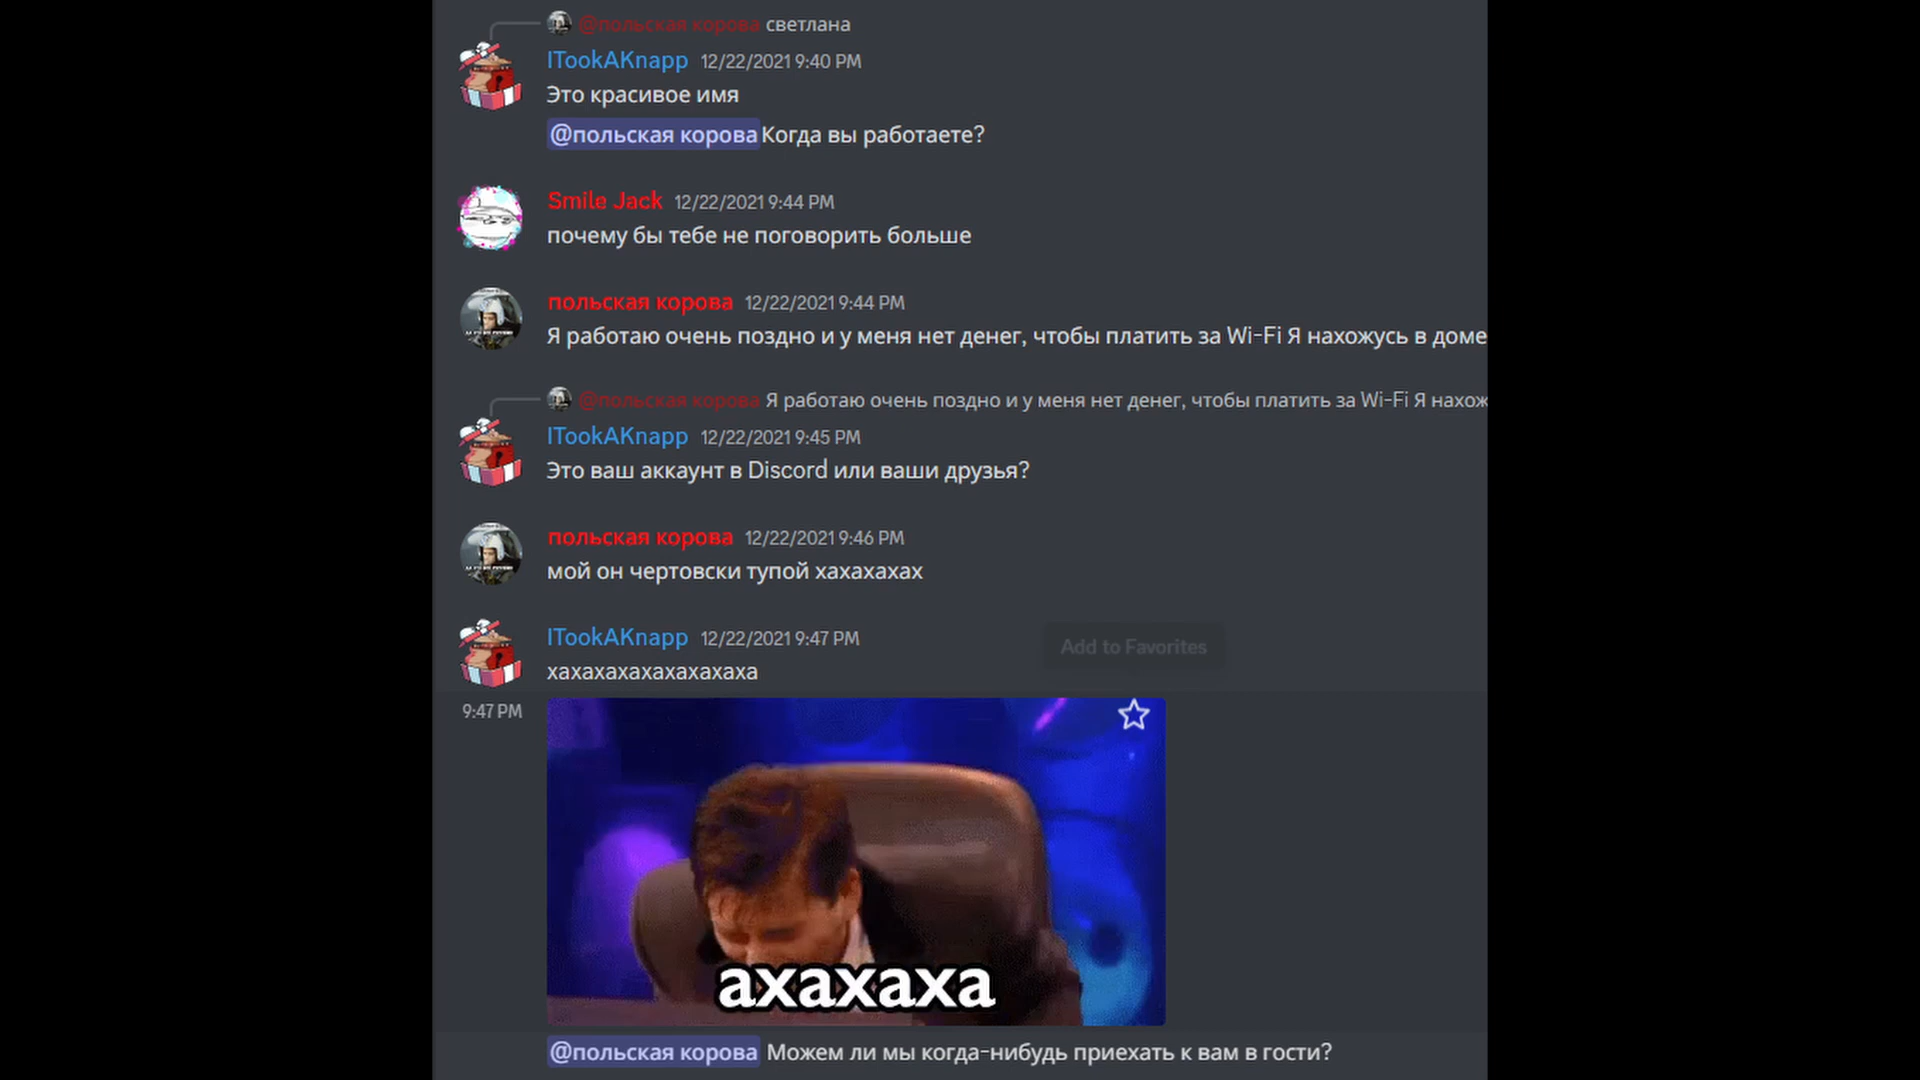 @польская корова светлана
ITookAKnapp 12/22/2021 9:40 PM
Это красивое имя
@польская корова Когда вы работаете?
Smile Jack 12/22/2021 9:44 PM
почему бы тебе не поговорить больше
польская корова 12/22/2021 9:44 PM
Я работаю очень поздно и у меня нет денег, чтобы платить за Wi-Fi Я нахожусь в доме
@польская корова Я работаю очень поздно и у меня нет денег, чтобы платить за Wi-Fi Я нахож
ITookAKnapp 12/22/2021 9:45 PM
Это ваш аккаунт в Discord или ваши друзья?
польская корова 12/22/2021 9:46 PM
мой он чертовски тупой хахахахах
ITookAKnapp 12/22/2021 9:47 PM
хахахахахахахахаха
Add to Favorites
9:47 PM
ахахаха
@польская корова Можем ли мы когда-нибудь приехать к вам в гости?